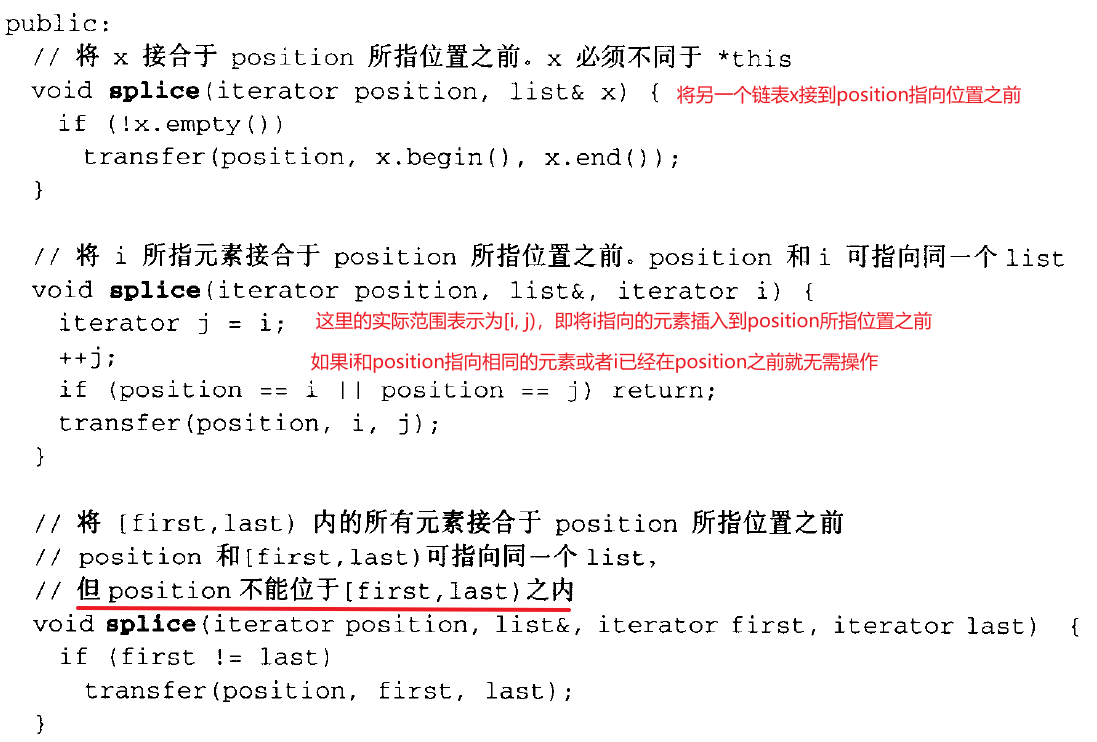 public:
// 将 x 接合于 position 所指位置之前。x 必须不同于 *this
void splice(iterator position, list& x) { 将另一个链表x接到position指向位置之前
if (!x.empty())
transfer(position, x.begin(), x.end());
}
// 将 i 所指元素接合于 position 所指位置之前。position 和 i 可指向同一个 list
void splice(iterator position, list&, iterator i) {
iterator j = i; 这里的实际范围表示为[i, j)，即将i指向的元素插入到position所指位置之前
++j; 如果i和position指向相同的元素或者i已经在position之前就无需操作
if (position == i || position == j) return;
transfer(position, i, j);
}
// 将 [first,last) 内的所有元素接合于 position 所指位置之前
// position 和[first,last)可指向同一个 list，
// 但 position 不能位于[first,last)之内
void splice(iterator position, list&, iterator first, iterator last) {
if (first != last)
transfer(position, first, last);
}